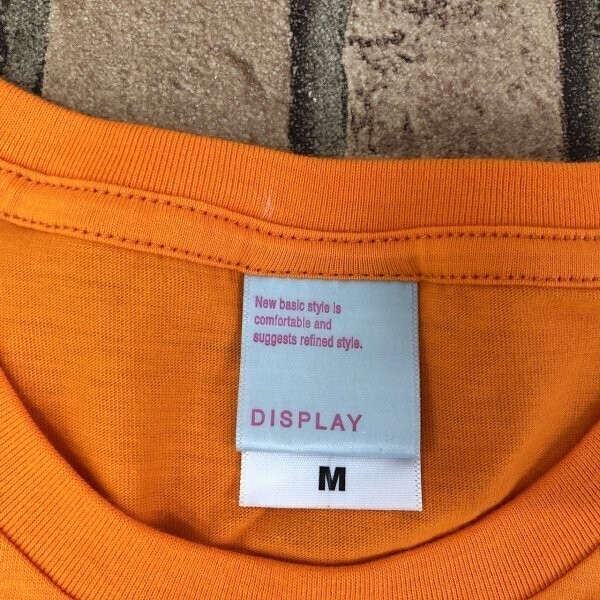 New basic style is
comfortable and
suggests refined style.
DISPLAY
M